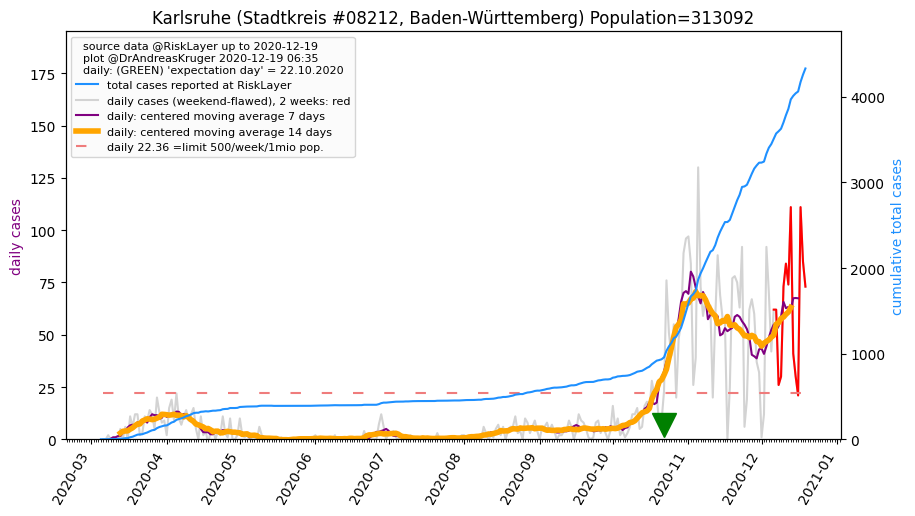 Karlsruhe (Stadtkreis #08212, Baden-Württemberg) Population=313092
source data @RiskLayer up to 2020-12-19
plot @DrAndreasKruger 2020-12-19 06:35
daily: (GREEN) 'expectation day' = 22.10.2020
total cases reported at RiskLayer
daily cases (weekend-flawed), 2 weeks: red
daily: centered moving average 7 days
daily: centered moving average 14 days
daily 22.36 =limit 500/week/1mio pop.
daily cases
175
150
125
100
75
50
25
0
cumulative total cases
4000
3000
2000
1000
0
2020-03
2020-04
2020-05
2020-06
2020-07
2020-08
2020-09
2020-10
2020-11
2020-12
2021-01